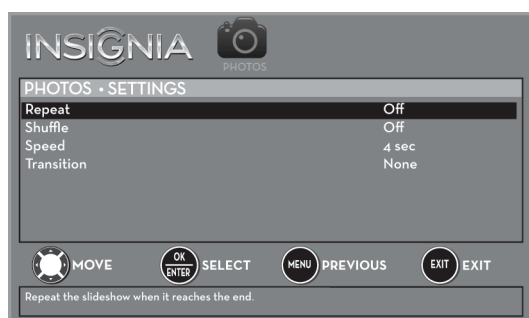 INSIGNIA
PHOTOS
PHOTOS • SETTINGS
Repeat Off
Shuffle Off
Speed 4 sec
Transition None
MOVE OK ENTER SELECT MENU PREVIOUS EXIT EXIT
Repeat the slideshow when it reaches the end.